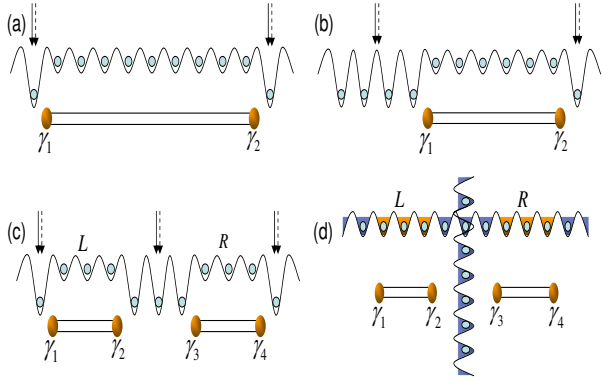 (a)
γ₁ γ₂
(b)
γ₁ γ₂
(c) L R
γ₁ γ₂ γ₃ γ₄
(d) L R
γ₁ γ₂ γ₃ γ₄